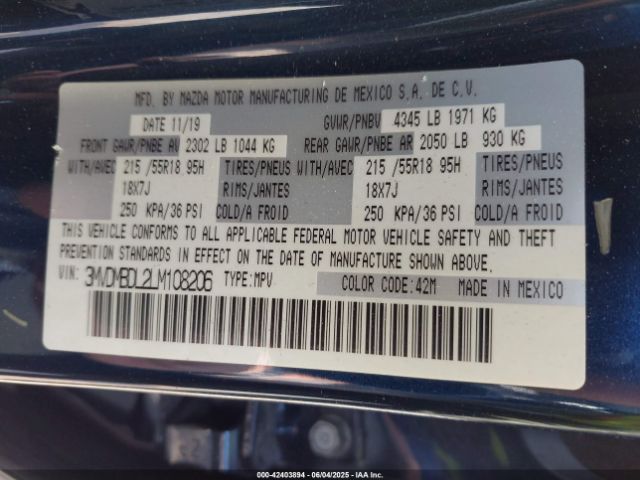 MFD. BY MAZDA MOTOR MANUFACTURING DE MEXICO S.A. DE C.V.
DATE 11/19 GVWR/PNBV 4345 LB 1971 KG
FRONT GAWR/PNBE AV 2302 LB 1044 KG REAR GAWR/PNBE AR 2050 LB 930 KG
WITH/AVEC 215 /55R18 95H TIRES/PNEUS WITH/AVEC 215 /55R18 95H TIRES/PNEUS
18X7J RIMS/JANTES 18X7J RIMS/JANTES
250 KPA/36 PSI COLD/A FROID 250 KPA/36 PSI COLD/A FROID
THIS VEHICLE CONFORMS TO ALL APPLICABLE FEDERAL MOTOR VEHICLE SAFETY AND THEFT
PREVENTION STANDARDS IN EFFECT ON THE DATE OF MANUFACTURE SHOWN ABOVE.
VIN: 3MVDMBDL2LM108206 TYPE:MPV COLOR CODE:42M MADE IN MEXICO
000-42403894 - 06/04/2025 - IAA Inc.